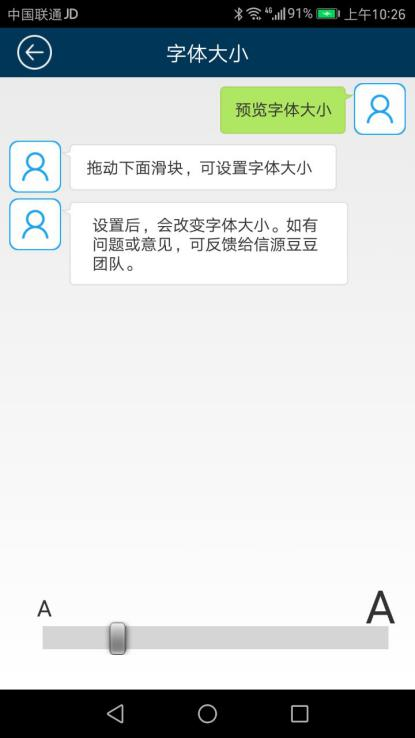 中国联通JD 4G 91% 上午10:26
字体大小
预览字体大小
拖动下面滑块，可设置字体大小
设置后，会改变字体大小。如有
问题或意见，可反馈给信源豆豆
团队。
A A